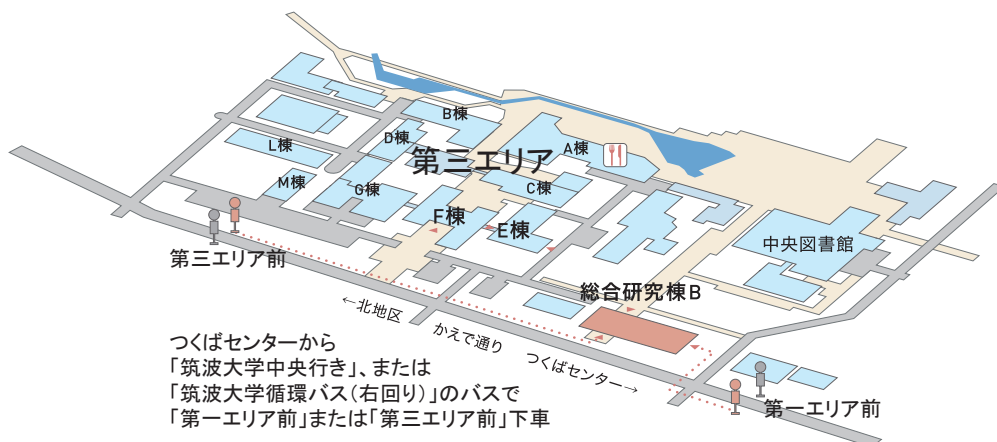 B棟
D棟
A棟
L棟
第三エリア
M棟
G棟
C棟
F棟
E棟
中央図書館
第三エリア前
総合研究棟B
←北地区
かえで通り
つくばセンター→
つくばセンターから
「筑波大学中央行き」、または
「筑波大学循環バス(右回り)」のバスで
「第一エリア前」または「第三エリア前」下車
第一エリア前